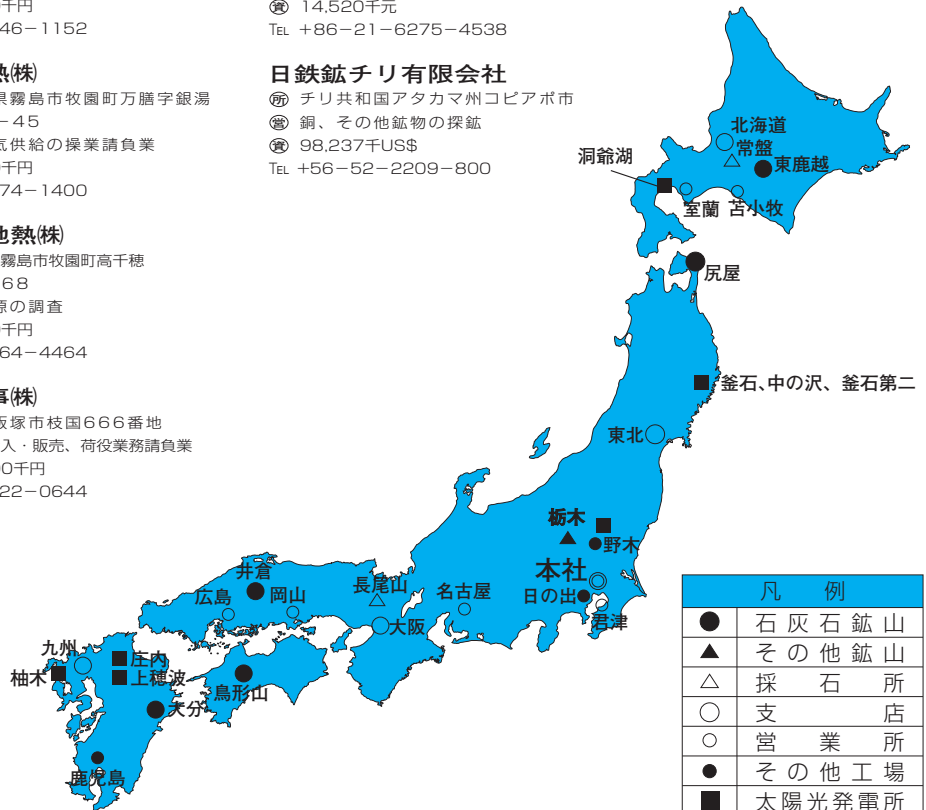 千円
46−1152
熱㈱
県霧島市牧園町万膳字銀湯
−45
気供給の操業請負業
千円
74−1400
地熱㈱
霧島市牧園町高千穂
68
源の調査
千円
64−4464
事㈱
飯塚市枝国666番地
入・販売、荷役業務請負業
00千円
22−0644
㊮ 14,520千元
TEL +86−21−6275−4538
日鉄鉱チリ有限会社
所 チリ共和国アタカマ州コピアポ市
営 銅、その他鉱物の探鉱
資 98,237千US$
TEL +56−52−2209−800
北海道
常盤
東鹿越
洞爺湖
室蘭 苫小牧
尻屋
釜石、中の沢、釜石第二
東北
栃木
野木
本社
日の出
君津
井倉
広島 岡山
長尾山
名古屋
大阪
九州
柚木
庄内
上穂波
鳥形山
大分
鹿児島
凡例
石灰石鉱山
その他鉱山
採石所
支店
営業所
その他工場
太陽光発電所